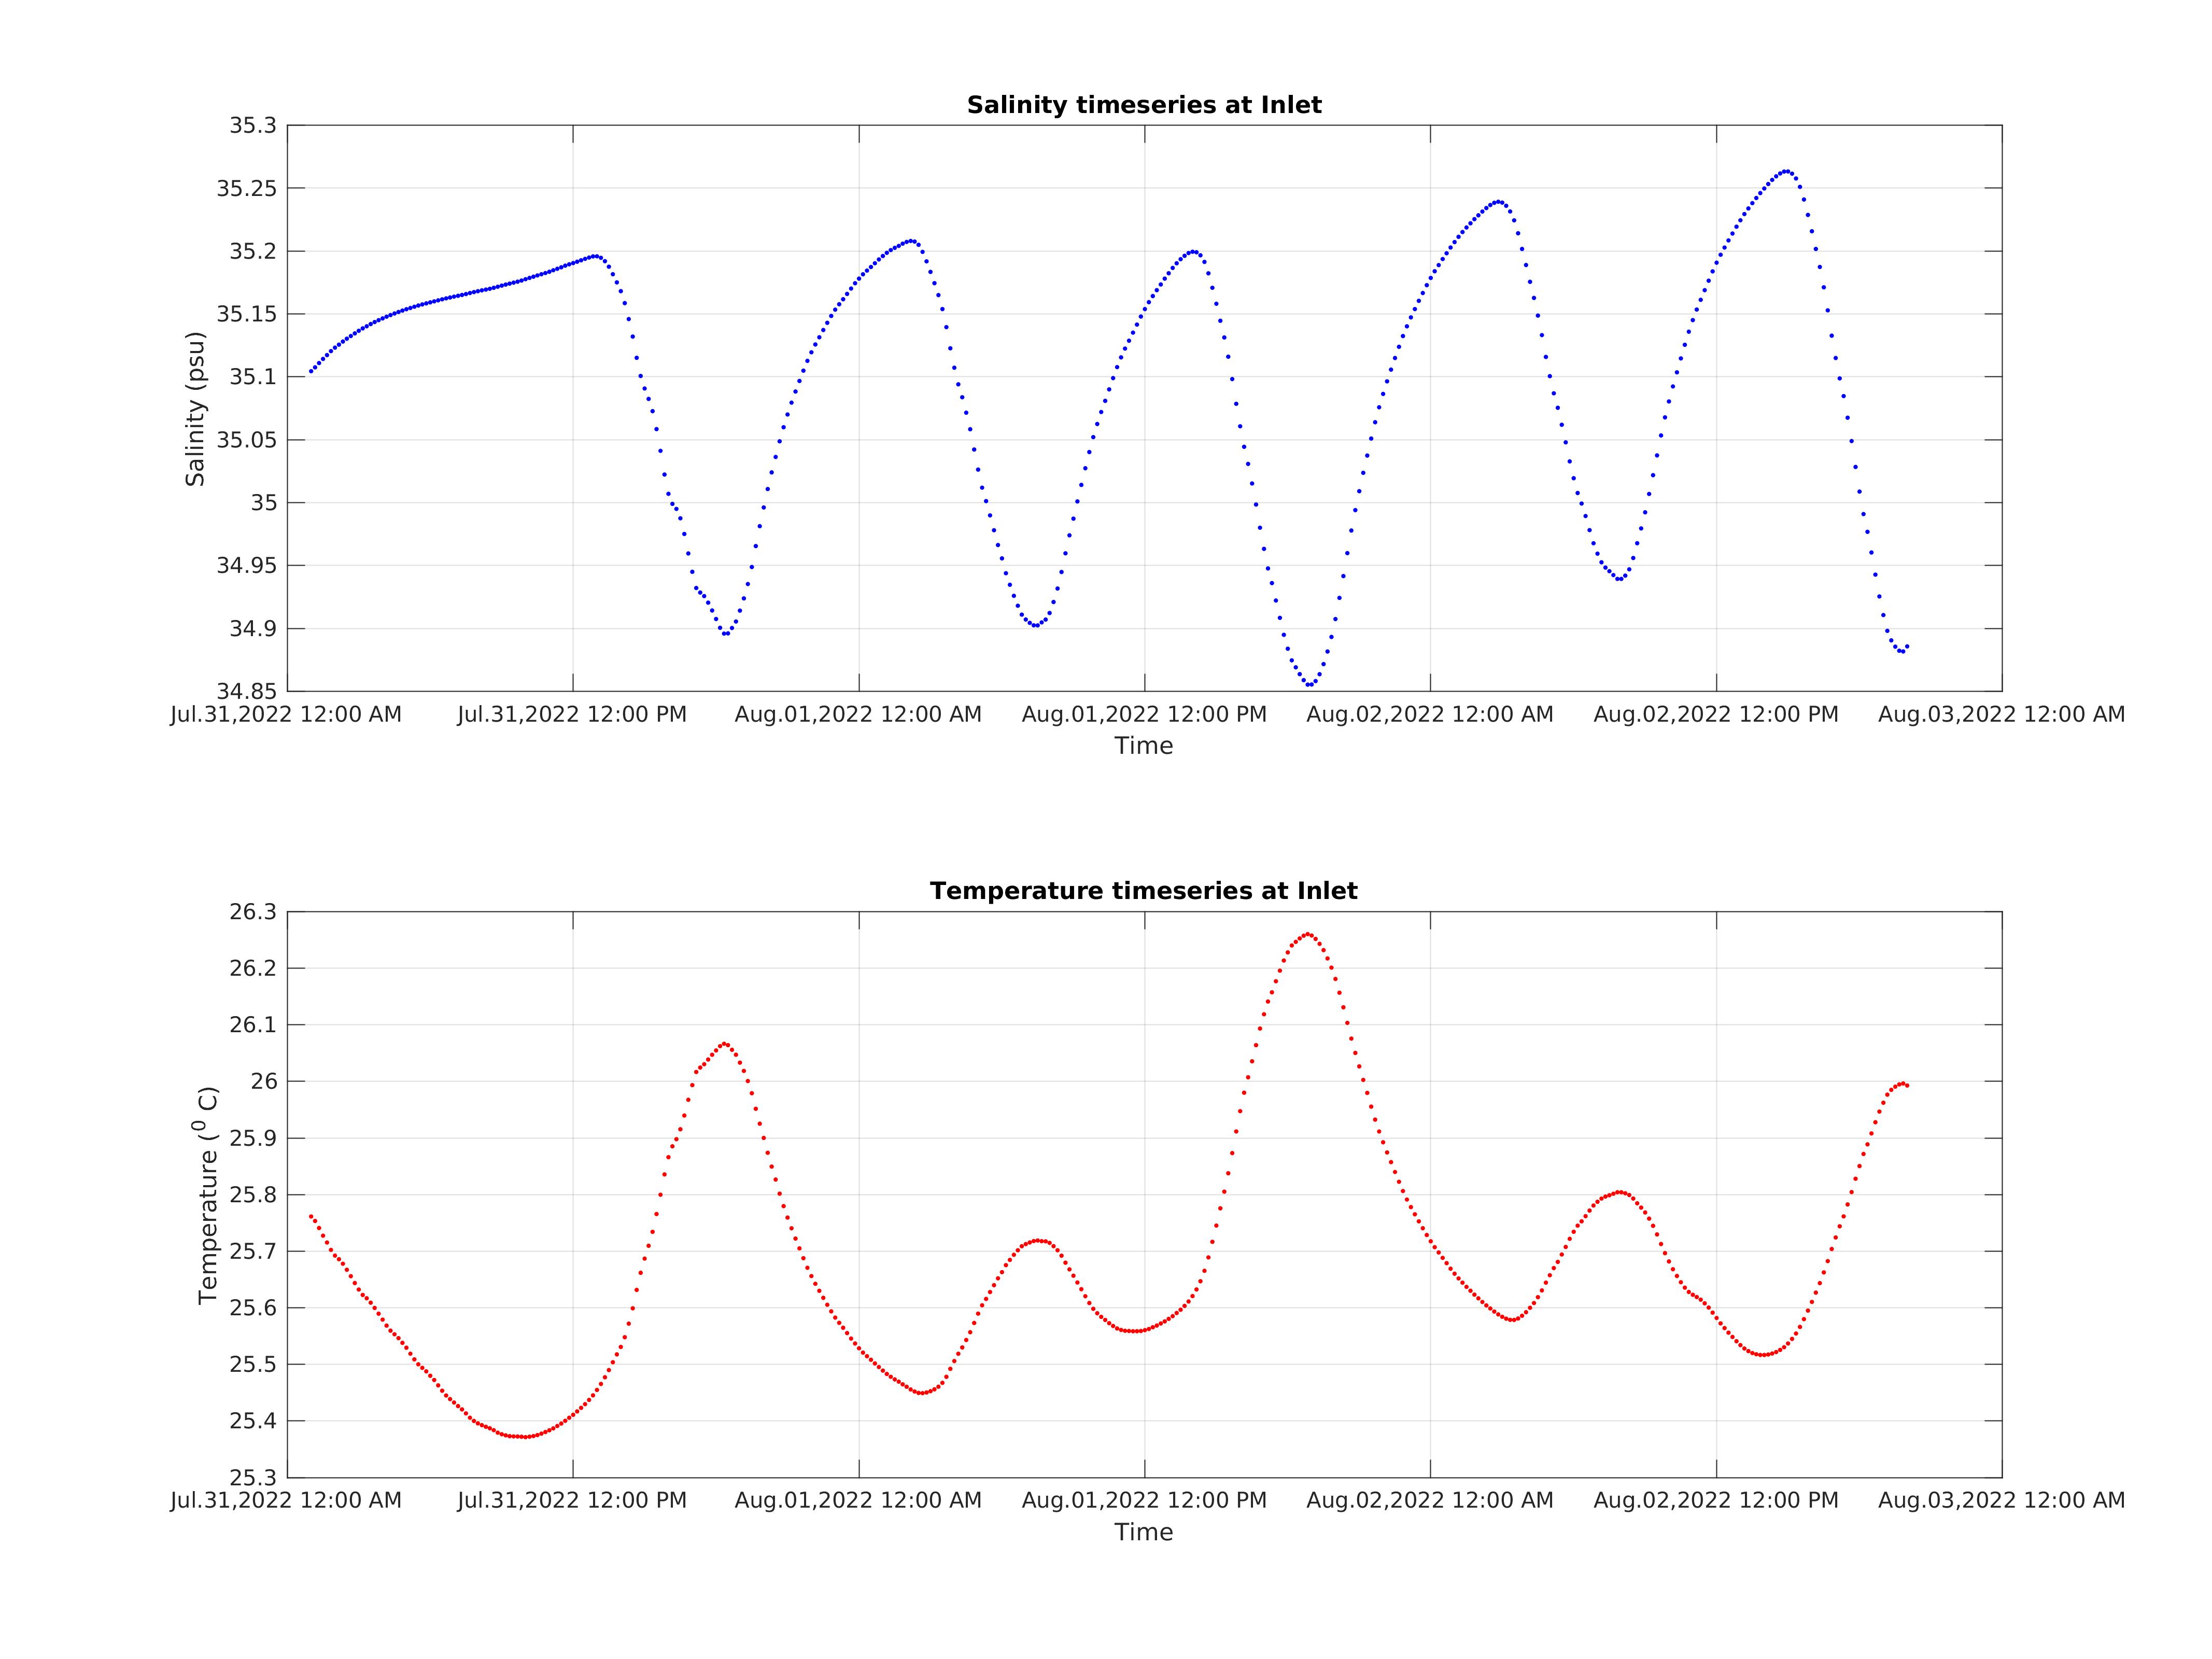 Salinity timeseries at Inlet
35.3
35.25
35.2
35.15
35.1
35.05
35
34.95
34.9
34.85
Salinity (psu)
Jul.31,2022 12:00 AM Jul.31,2022 12:00 PM Aug.01,2022 12:00 AM Aug.01,2022 12:00 PM Aug.02,2022 12:00 AM Aug.02,2022 12:00 PM Aug.03,2022 12:00 AM
Time
Temperature timeseries at Inlet
26.3
26.2
26.1
26
25.9
25.8
25.7
25.6
25.5
25.4
25.3
Temperature (⁰ C)
Jul.31,2022 12:00 AM Jul.31,2022 12:00 PM Aug.01,2022 12:00 AM Aug.01,2022 12:00 PM Aug.02,2022 12:00 AM Aug.02,2022 12:00 PM Aug.03,2022 12:00 AM
Time